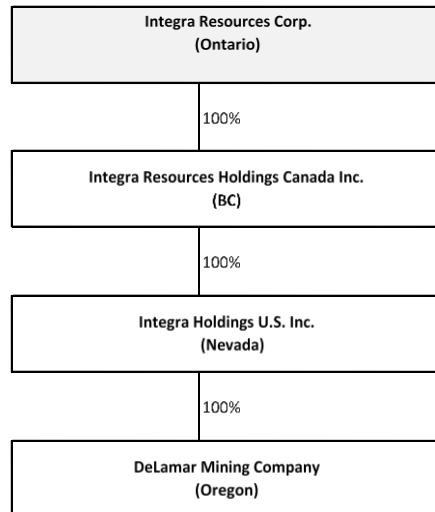 Integra Resources Corp.
(Ontario)
100%
Integra Resources Holdings Canada Inc.
(BC)
100%
Integra Holdings U.S. Inc.
(Nevada)
100%
DeLamar Mining Company
(Oregon)